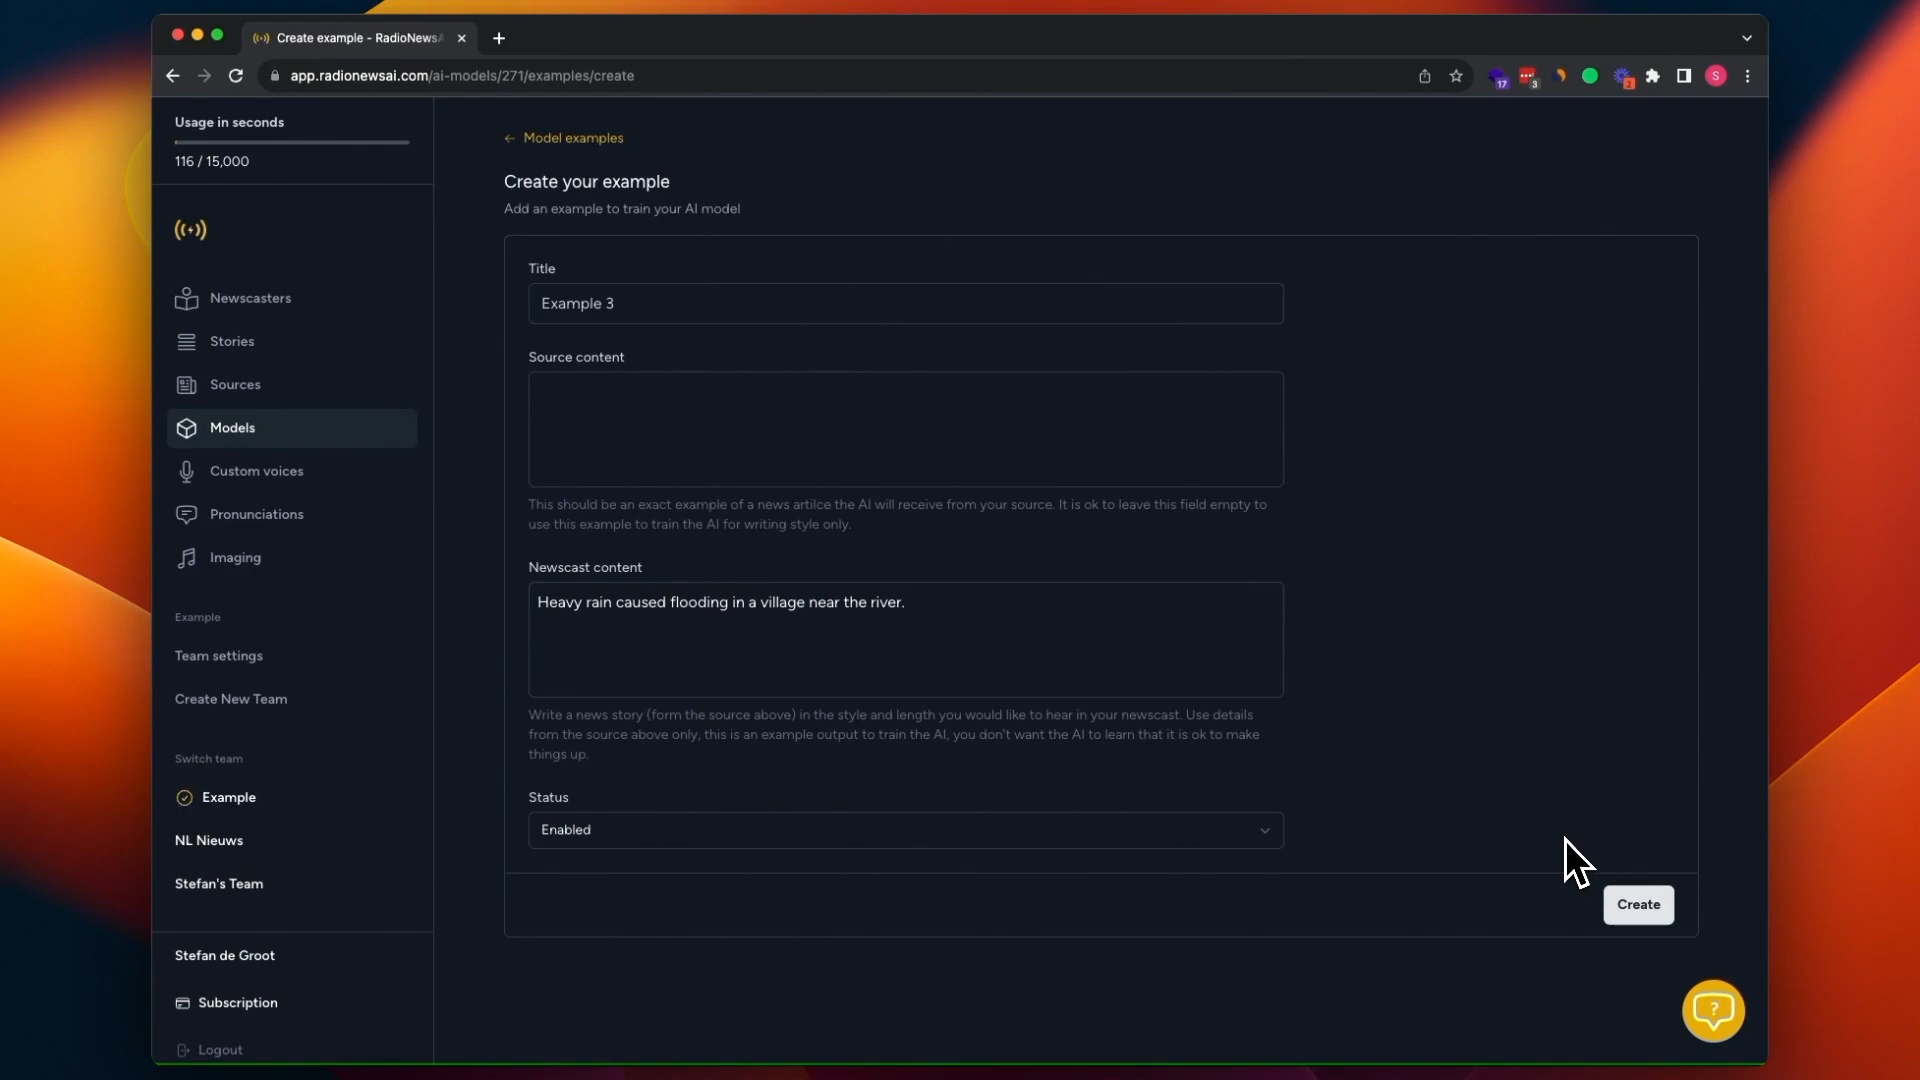 Create example - RadioNewsA
app.radionewsai.com/ai-models/271/examples/create
17
3
2
S
Usage in seconds
116 / 15,000
Newscasters
Stories
Sources
Models
Custom voices
Pronunciations
Imaging
Example
Team settings
Create New Team
Switch team
Example
NL Nieuws
Stefan's Team
Stefan de Groot
Subscription
Logout
← Model examples
Create your example
Add an example to train your AI model
Title
Example 3
Source content
This should be an exact example of a news artilce the AI will receive from your source. It is ok to leave this field empty to
use this example to train the AI for writing style only.
Newscast content
Heavy rain caused flooding in a village near the river.
Write a news story (form the source above) in the style and length you would like to hear in your newscast. Use details
from the source above only, this is an example output to train the AI, you don't want the AI to learn that it is ok to make
things up.
Status
Enabled
Create
?